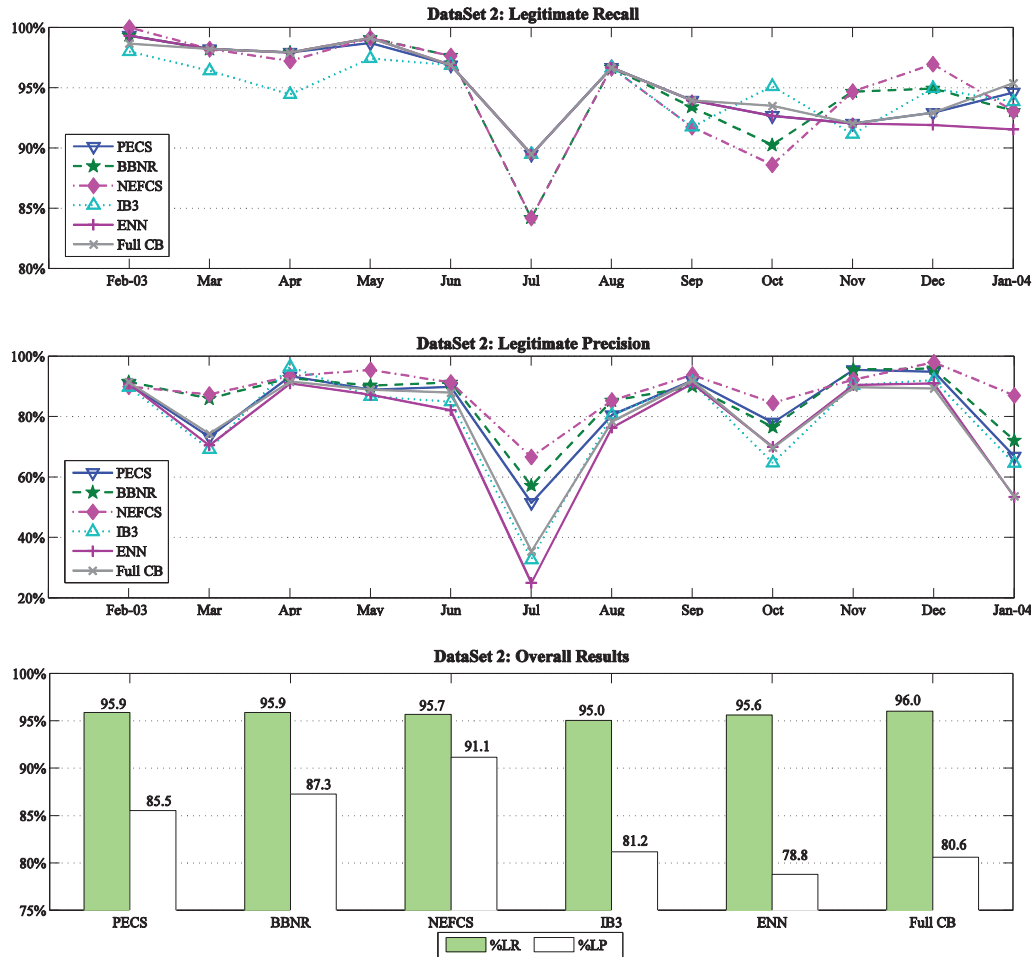 DataSet 2: Legitimate Recall
100%
95%
90%
85%
80%
PECS
BBNR
NEFCS
IB3
ENN
Full CB
Feb-03 Mar Apr May Jun Jul Aug Sep Oct Nov Dec Jan-04
DataSet 2: Legitimate Precision
100%
80%
60%
40%
20%
PECS
BBNR
NEFCS
IB3
ENN
Full CB
Feb-03 Mar Apr May Jun Jul Aug Sep Oct Nov Dec Jan-04
DataSet 2: Overall Results
100%
95%
90%
85%
80%
75%
95.9 95.9 95.7 95.0 95.6 96.0
85.5 87.3 91.1 81.2 78.8 80.6
PECS BBNR NEFCS IB3 ENN Full CB
%LR %LP